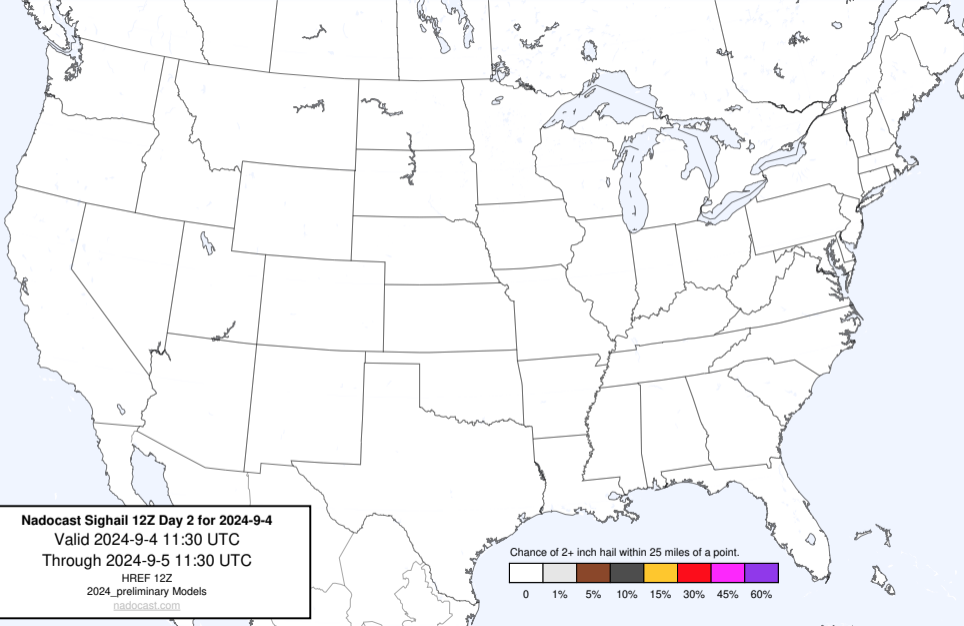 Nadocast Sighail 12Z Day 2 for 2024-9-4
Valid 2024-9-4 11:30 UTC
Through 2024-9-5 11:30 UTC
HREF 12Z
2024_preliminary Models
nadocast.com
Chance of 2+ inch hail within 25 miles of a point.
0 1% 5% 10% 15% 30% 45% 60%